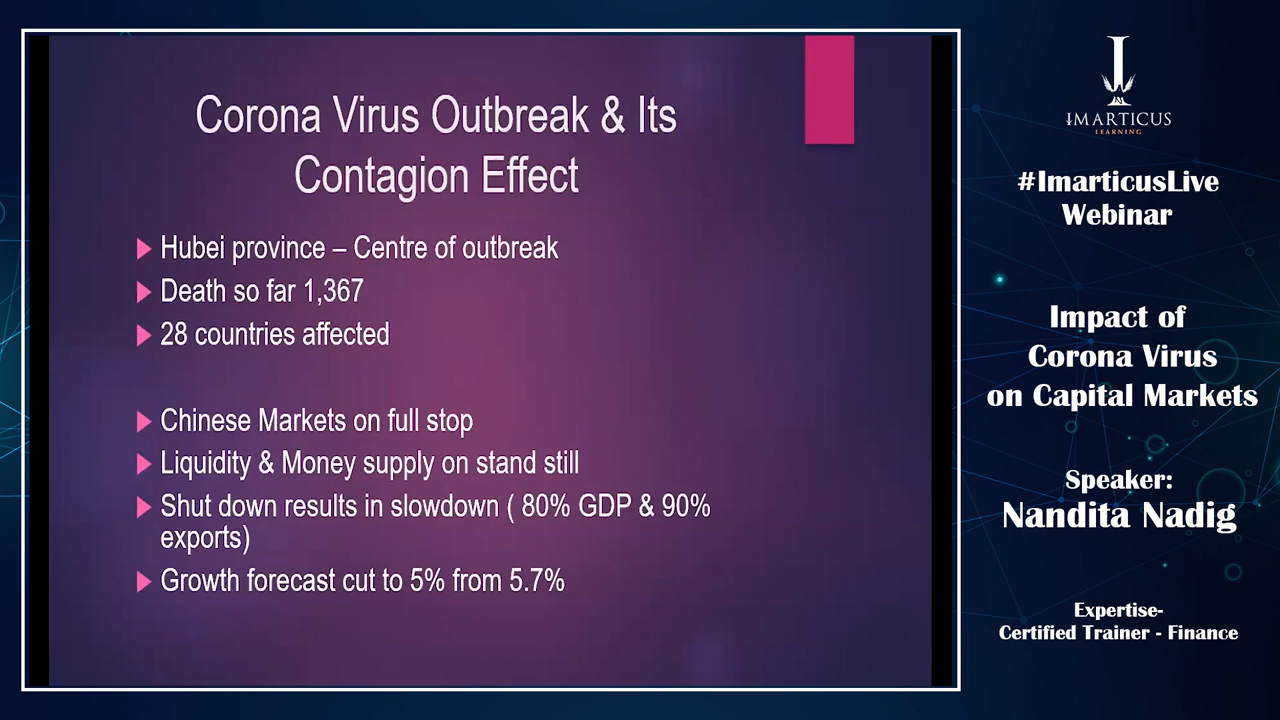 Corona Virus Outbreak & Its
Contagion Effect
Hubei province – Centre of outbreak
Death so far 1,367
28 countries affected
Chinese Markets on full stop
Liquidity & Money supply on stand still
Shut down results in slowdown ( 80% GDP & 90%
exports)
Growth forecast cut to 5% from 5.7%
IMARTICUS
LEARNING
#ImarticusLive
Webinar
Impact of
Corona Virus
on Capital Markets
Speaker:
Nandita Nadig
Expertise-
Certified Trainer - Finance